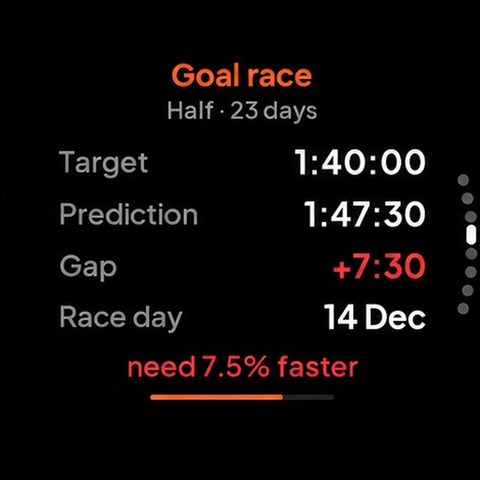 Goal race
Half · 23 days
Target 1:40:00
Prediction 1:47:30
Gap +7:30
Race day 14 Dec
need 7.5% faster